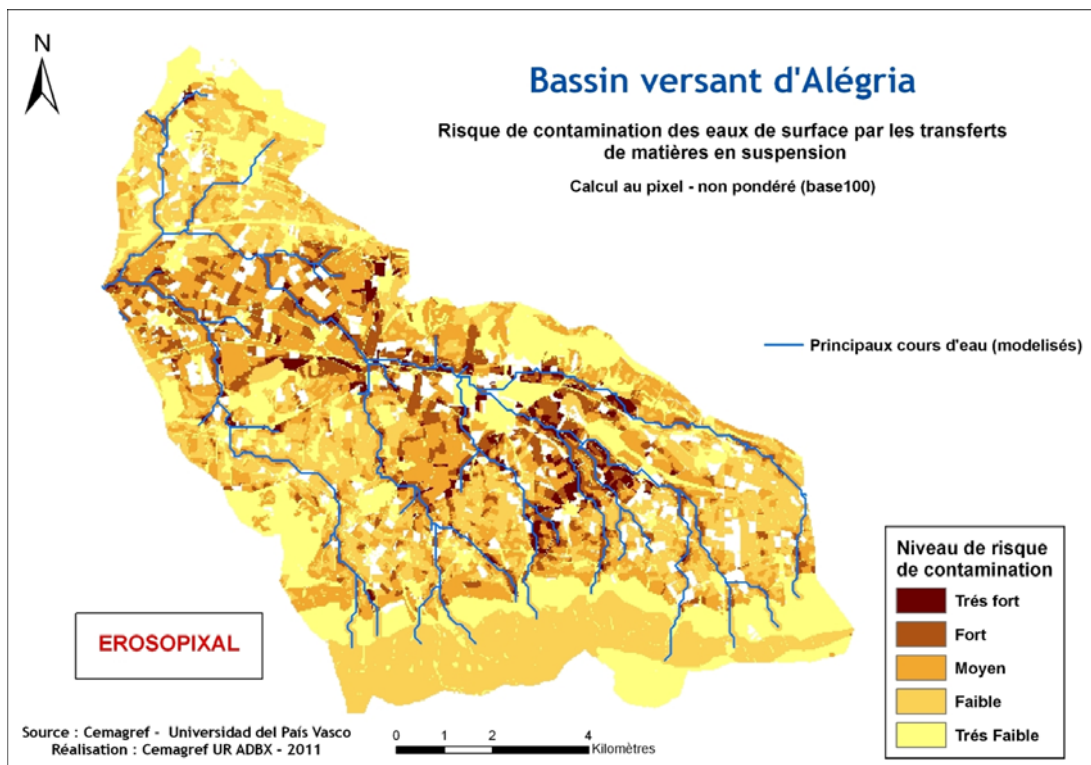 N
Bassin versant d'Alégria
Risque de contamination des eaux de surface par les transferts
de matières en suspension
Calcul au pixel - non pondéré (base100)
Principaux cours d'eau (modelisés)
Niveau de risque
de contamination
Trés fort
Fort
Moyen
Faible
Trés Faible
EROSOPIXAL
Source : Cemagref - Universidad del País Vasco
Réalisation : Cemagref UR ADBX - 2011
0 1 2 4
Kilomètres